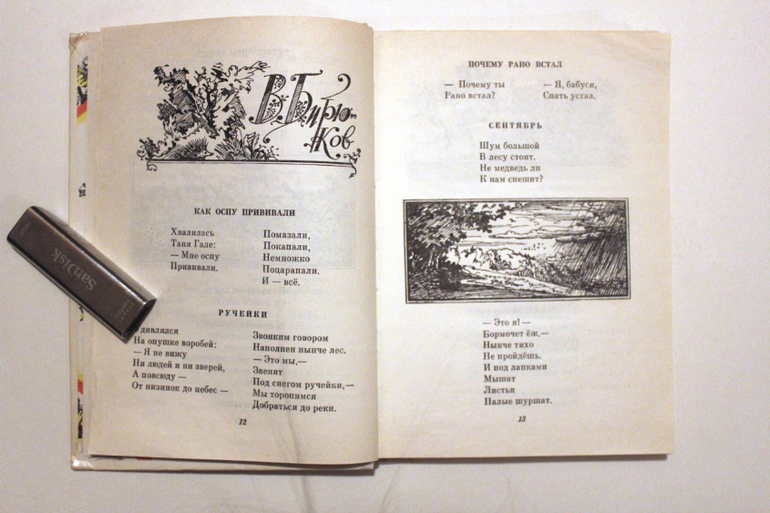 В. Бирюков
КАК ОСПУ ПРИВИВАЛИ
Хвалилась
Таня Гале:
— Мне оспу
Прививали.
Помазали,
Покапали,
Немножко
Поцарапали.
И — всё.
РУЧЕЙКИ
дивлялся
На опушке воробей:
— Я не вижу
Ни людей и ни зверей,
А повсюду —
От низинок до небес —
Звонким говором
Наполнен нынче лес.
— Это мы,—
Звенят
Под снегом ручейки,—
Мы торопимся
Добраться до реки.
12
SanDisk
ПОЧЕМУ РАНО ВСТАЛ
— Почему ты
Рано встал?
— Я, бабуся,
Спать устал.
СЕНТЯБРЬ
Шум большой
В лесу стоит.
Не медведь ли
К нам спешит?
— Это я! —
Бормочет ёж,—
Нынче тихо
Не пройдёшь.
И под лапками
Мышат
Листья
Палые шуршат.
13